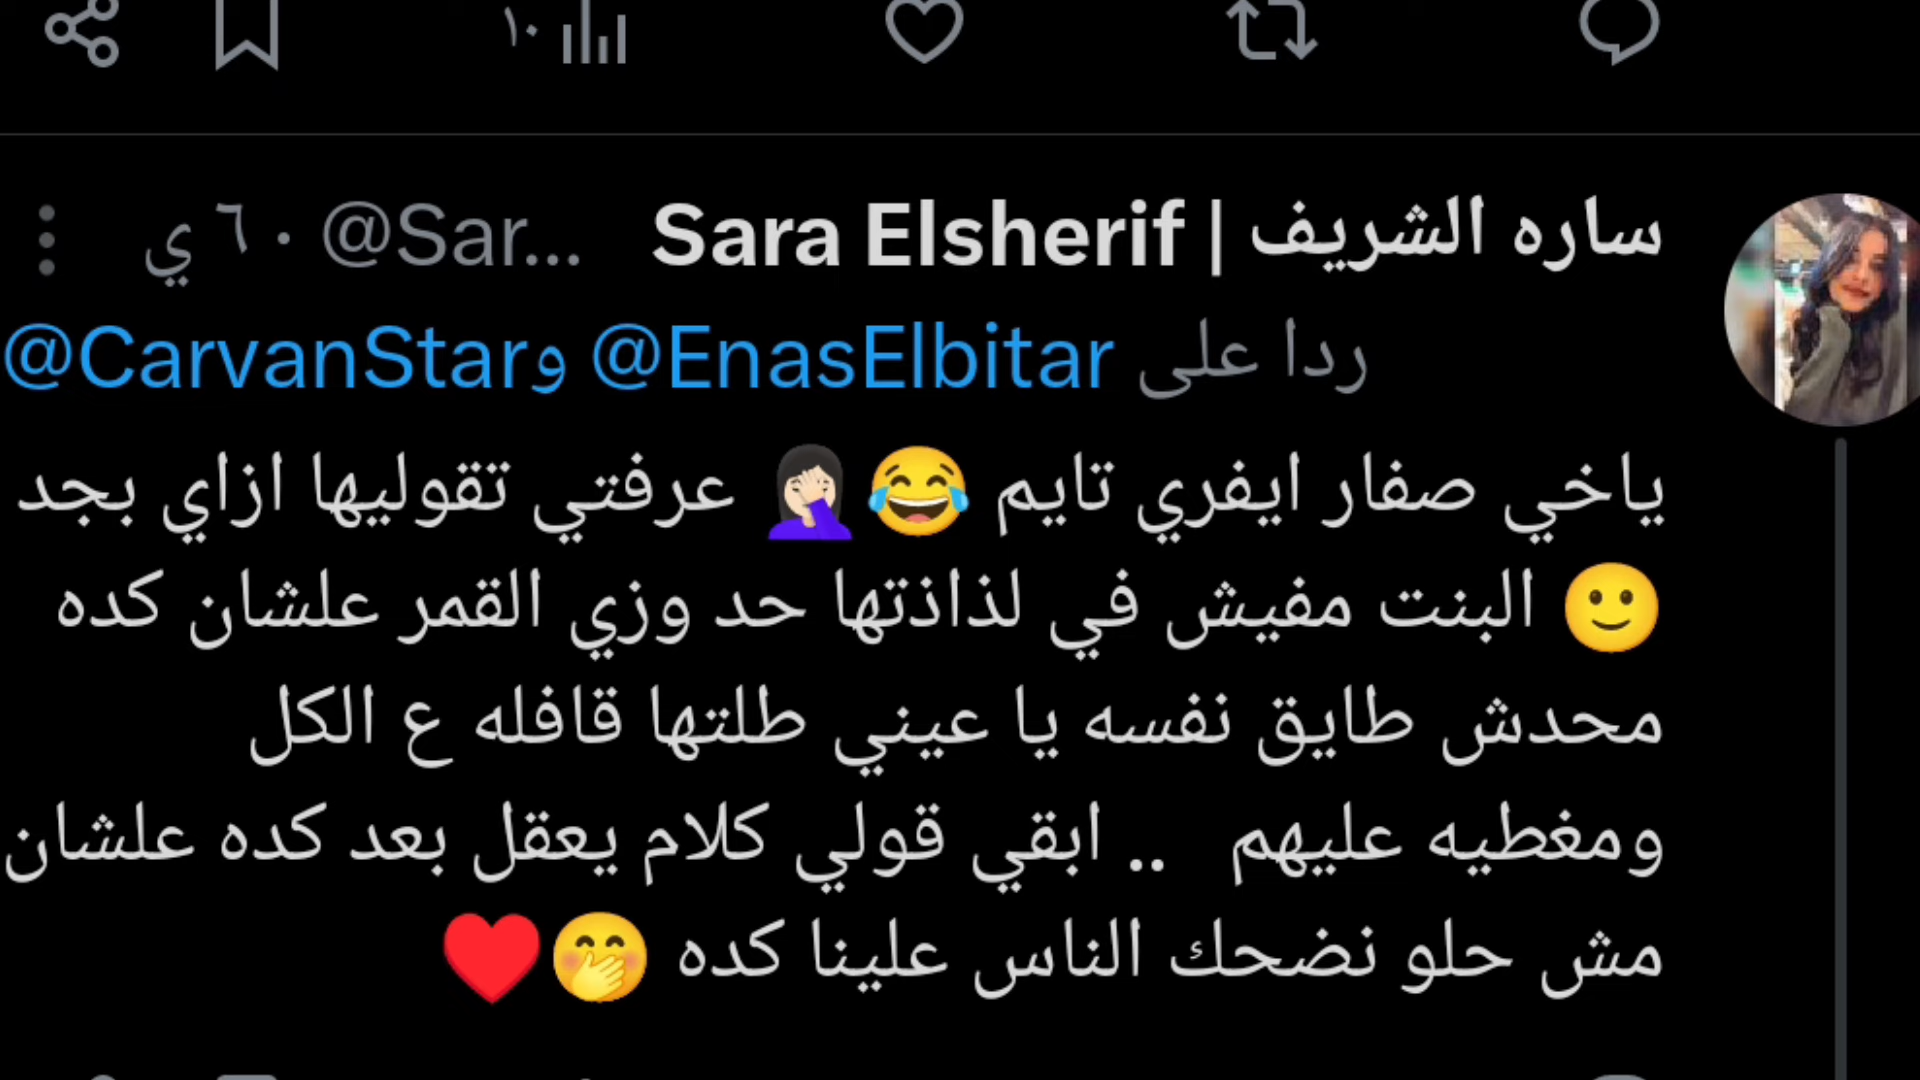 ١٠
ساره الشريف | Sara Elsherif @Sar... · ٦٠ ي
ردا على @EnasElbitar و@CarvanStar
ياخي صفار ايفري تايم 😂🤦🏻‍♀️ عرفتي تقوليها ازاي بجد
🙂 البنت مفيش في لذاذتها حد وزي القمر علشان كده
محدش طايق نفسه يا عيني طلتها قافله ع الكل
ومغطيه عليهم .. ابقي قولي كلام يعقل بعد كده علشان
مش حلو نضحك الناس علينا كده 🤭♥️